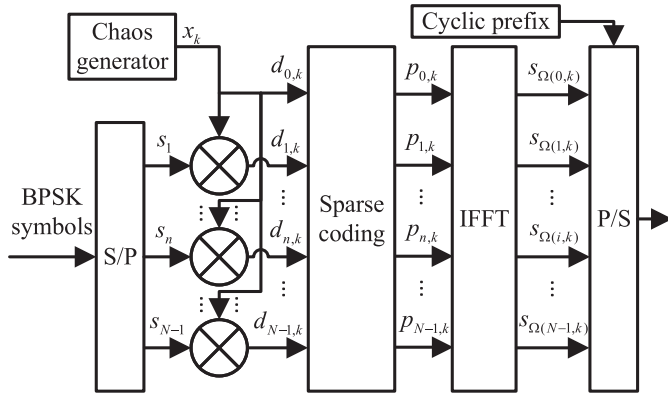 Chaos
generator
x_k
Cyclic prefix
d_{0,k}
p_{0,k}
s_{Ω(0,k)}
s_1
d_{1,k}
p_{1,k}
s_{Ω(1,k)}
BPSK
symbols
S/P
s_n
d_{n,k}
Sparse
coding
p_{n,k}
IFFT
s_{Ω(i,k)}
P/S
s_{N-1}
d_{N-1,k}
p_{N-1,k}
s_{Ω(N-1,k)}